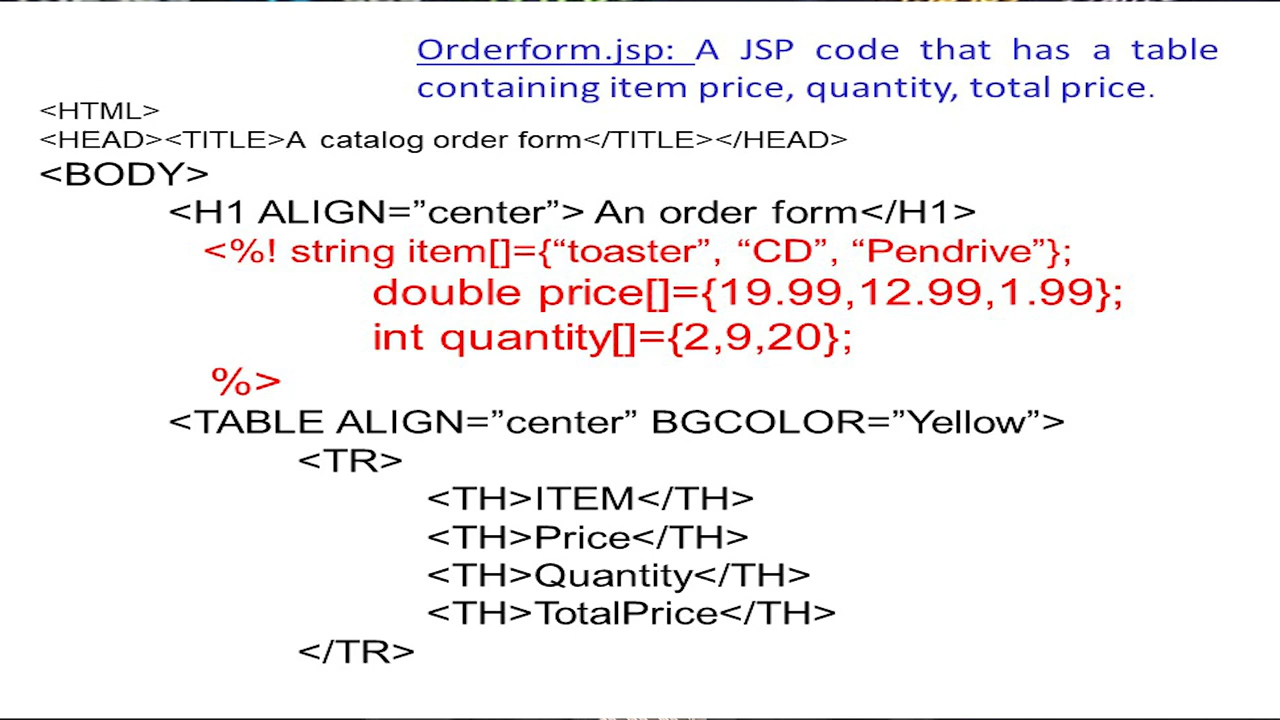 Orderform.jsp: A JSP code that has a table
containing item price, quantity, total price.
<HTML>
<HEAD><TITLE>A catalog order form</TITLE></HEAD>
<BODY>
<H1 ALIGN=”center”> An order form</H1>
<%! string item[]={“toaster”, “CD”, “Pendrive”};
double price[]={19.99,12.99,1.99};
int quantity[]={2,9,20};
%>
<TABLE ALIGN=”center” BGCOLOR=”Yellow”>
<TR>
<TH>ITEM</TH>
<TH>Price</TH>
<TH>Quantity</TH>
<TH>TotalPrice</TH>
</TR>